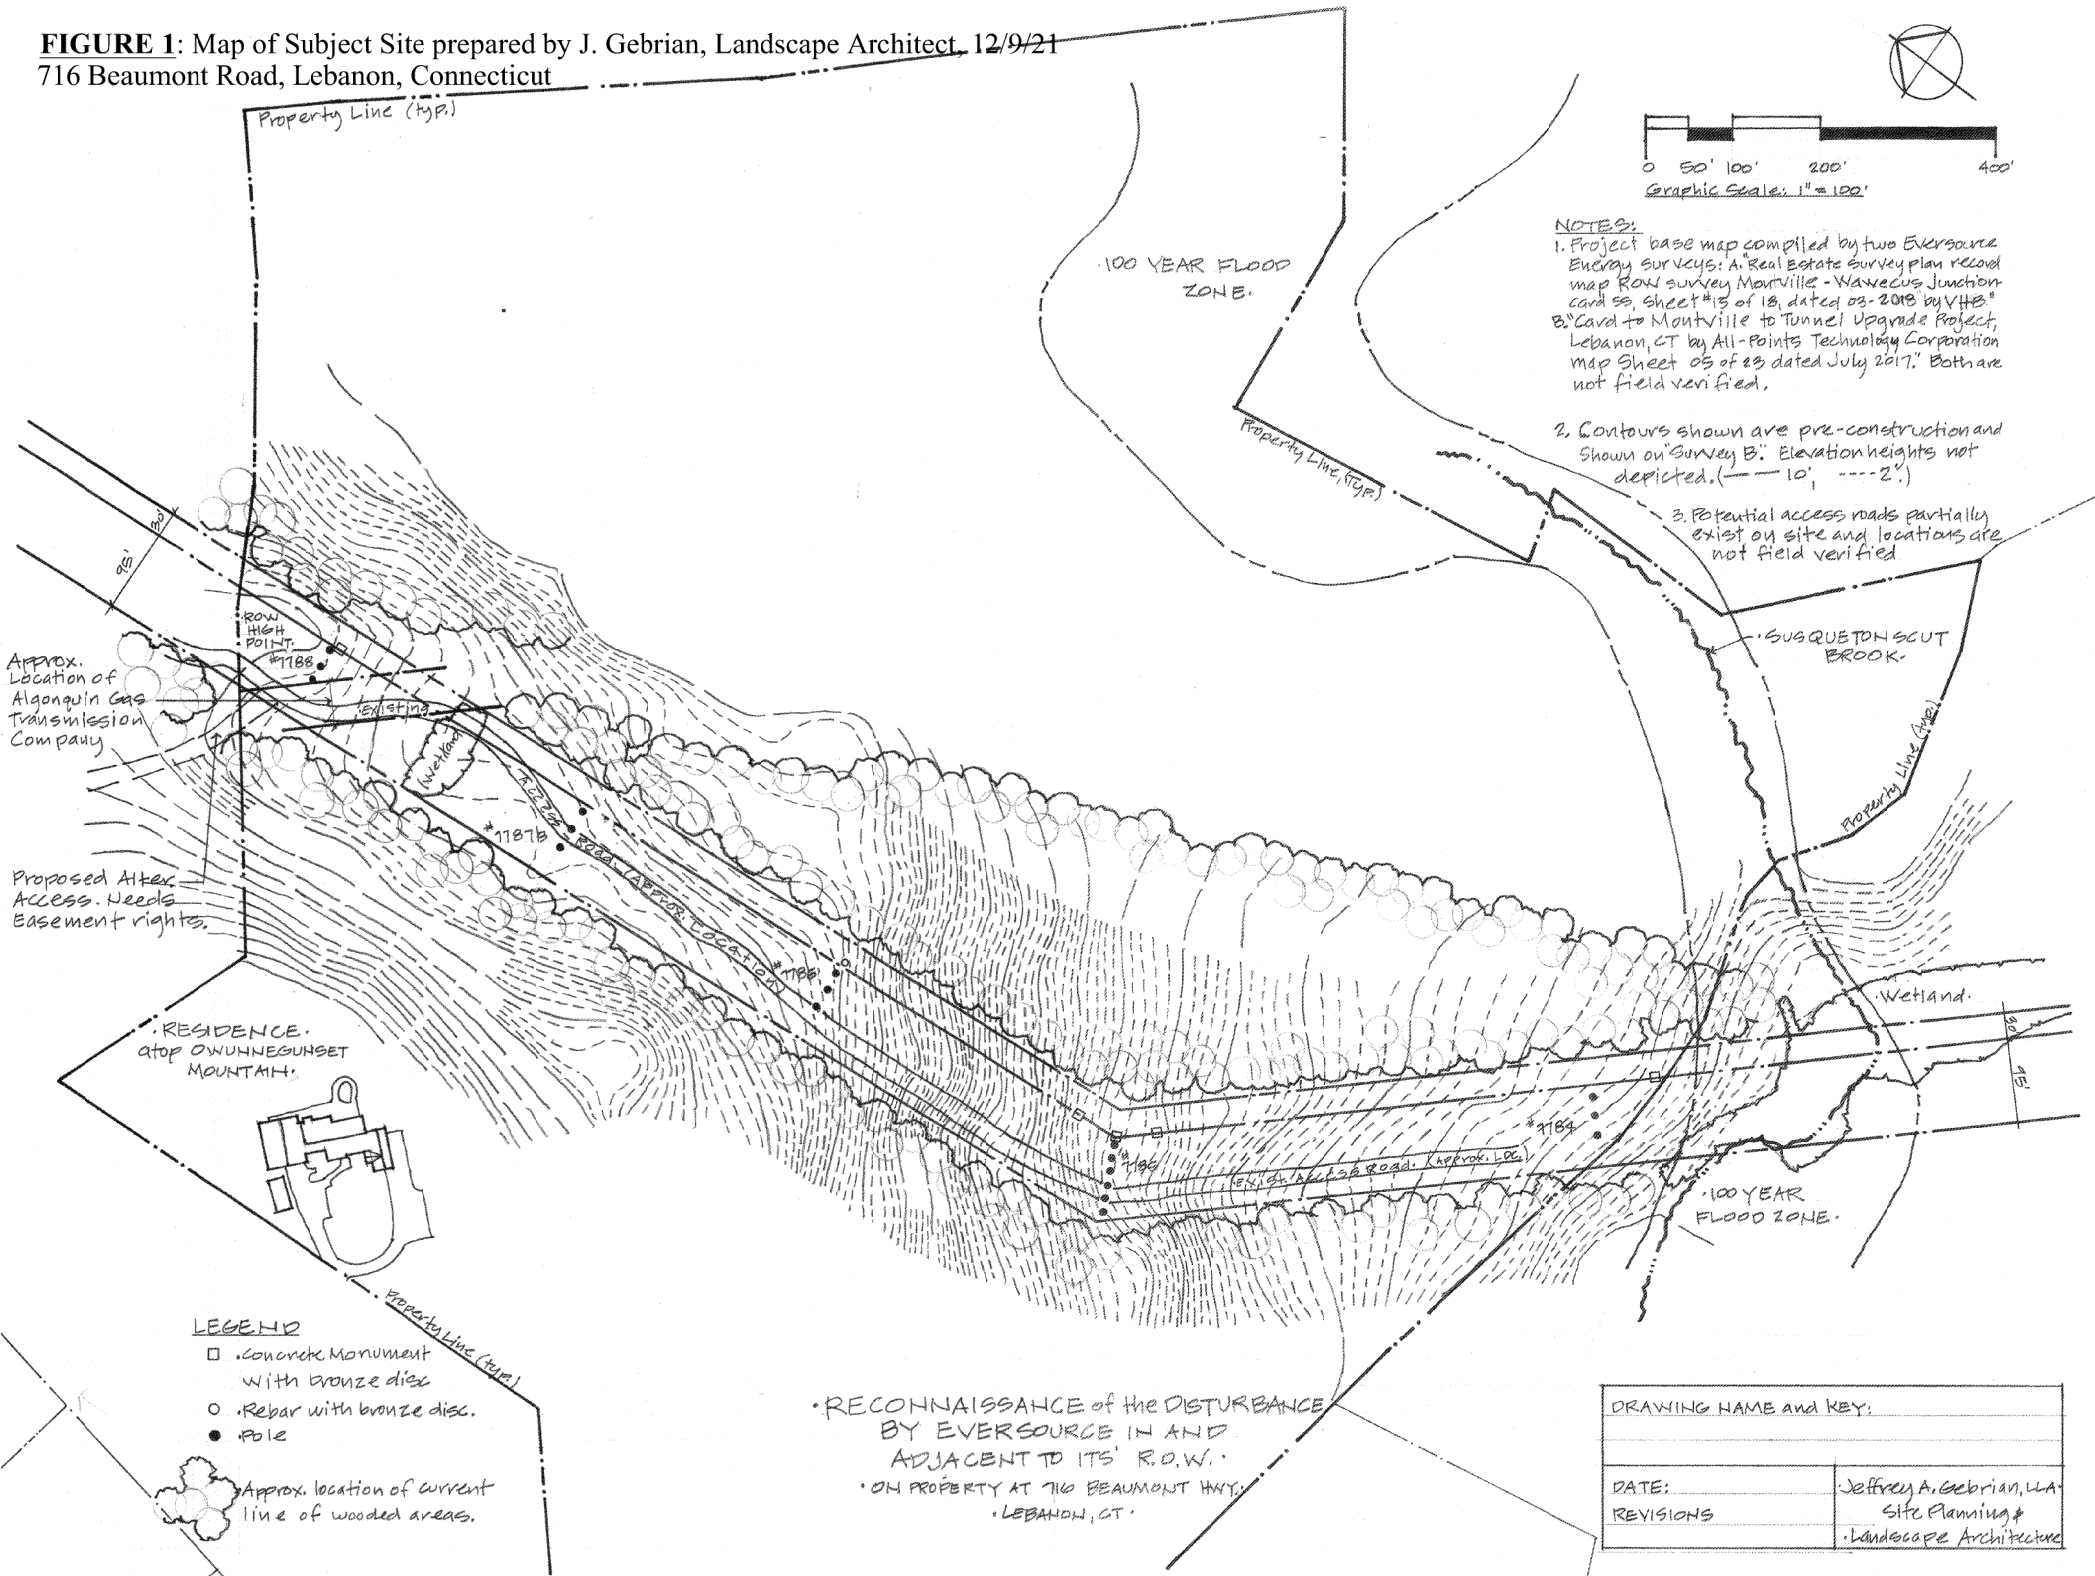 FIGURE 1: Map of Subject Site prepared by J. Gebrian, Landscape Architect, 12/9/21
716 Beaumont Road, Lebanon, Connecticut
Property Line (typ.)
0 50' 100' 200' 400'
Graphic Scale: 1" = 100'
NOTES:
1. Project base map compiled by two Eversource
Energy surveys: A. "Real Estate survey plan record
map ROW survey Montville - Wawecus Junction
card 55, sheet #15 of 18, dated 03-2018 by VHB."
B. "Card to Montville to Tunnel Upgrade Project,
Lebanon, CT by All-Points Technology Corporation
map Sheet 05 of 23 dated July 2017." Both are
not field verified.
2, Contours shown are pre-construction and
Shown on "Survey B". Elevation heights not
depicted. (—— 10', ---- 2'.)
3. Potential access roads partially
exist on site and locations are
not field verified
100 YEAR FLOOD
ZONE.
Property Line, (typ.)
SUSQUETONSCUT
BROOK.
Property Line (typ.)
30'
95'
ROW
HIGH
POINT.
#7788
Approx.
Location of
Algonquin Gas
Transmission
Company
Existing
Wetland
Access Road (Approx. Location)
#7787B
Proposed Alter.
Access. Needs
Easement rights.
#7786
RESIDENCE.
atop OWUNNEGUNSET
MOUNTAIN.
Wetland.
30'
95'
#7785
#7784
Exist. Access Road. (Approx. Loc.)
100 YEAR
FLOOD ZONE.
Property Line (typ.)
LEGEND
Concrete Monument
with bronze disc
Rebar with bronze disc.
Pole
Approx. location of current
line of wooded areas.
RECONNAISSANCE of the DISTURBANCE
BY EVERSOURCE IN AND
ADJACENT TO ITS' R.O.W.
ON PROPERTY AT 716 BEAUMONT HWY.
LEBANON, CT.
DRAWING NAME and KEY:
DATE:
REVISIONS
Jeffrey A. Gebrian, LLA
Site Planning &
Landscape Architecture